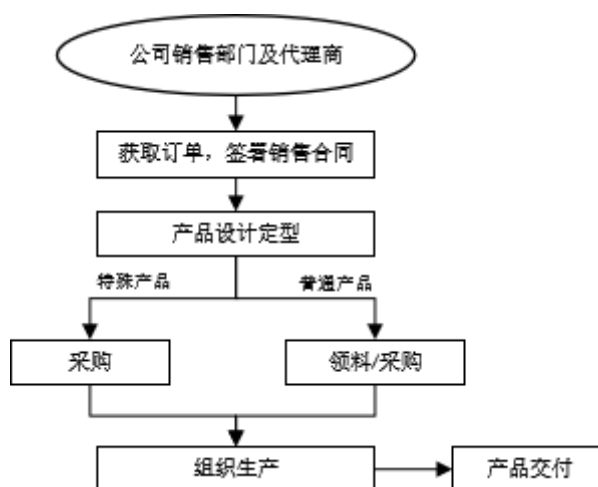 公司销售部门及代理商
获取订单，签署销售合同
产品设计定型
特殊产品
普通产品
采购
领料/采购
组织生产
产品交付